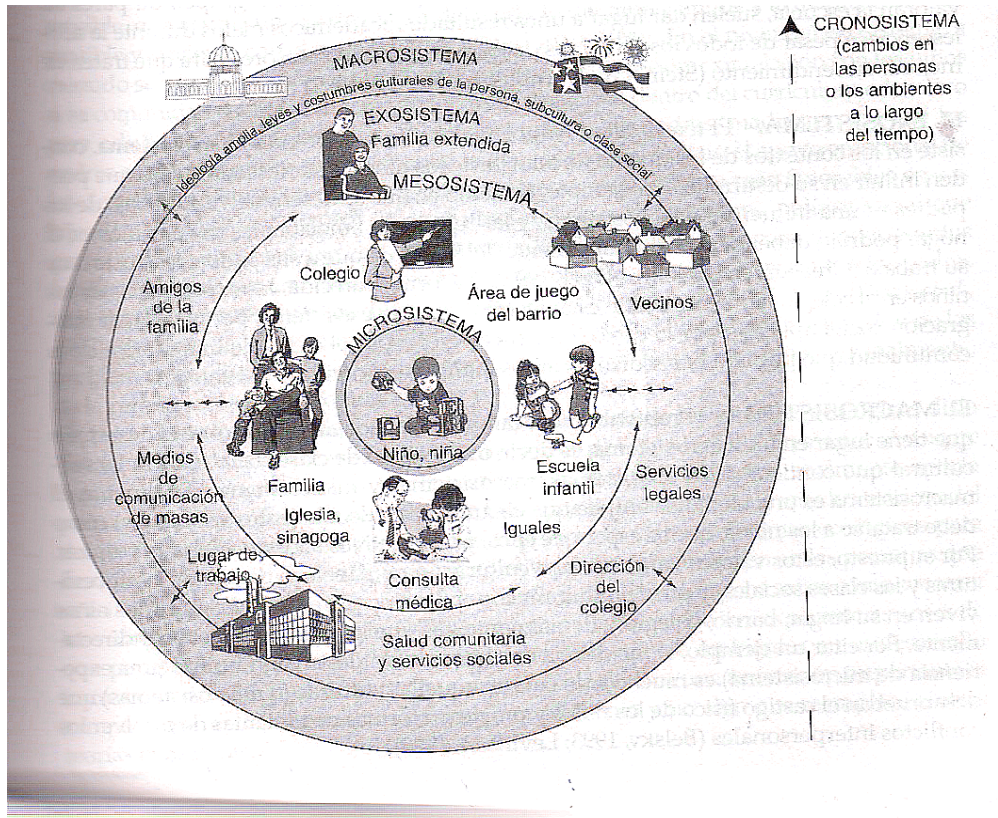 CRONOSISTEMA
(cambios en
las personas
o los ambientes
a lo largo
del tiempo)
MACROSISTEMA
Ideología amplia, leyes y costumbres culturales de la persona, subcultura o clase social
EXOSISTEMA
Familia extendida
MESOSISTEMA
Colegio
Amigos
de la
familia
Área de juego
del barrio
Vecinos
MICROSISTEMA
Niño, niña
Medios
de
comunicación
de masas
Familia
Escuela
infantil
Servicios
legales
Iglesia,
sinagoga
Iguales
Lugar de
trabajo
Consulta
médica
Dirección
del
colegio
Salud comunitaria
y servicios sociales